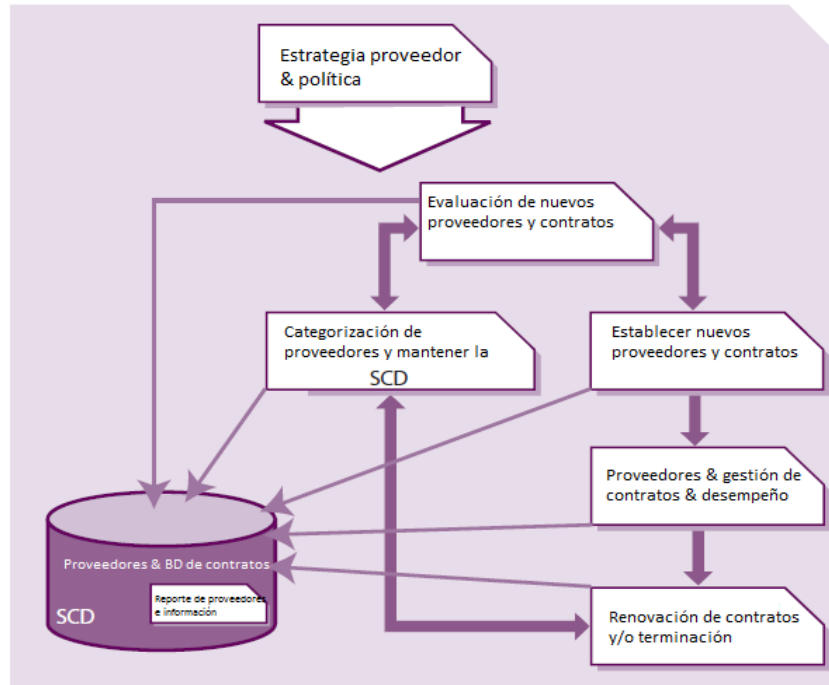 Estrategia proveedor
& política
Evaluación de nuevos
proveedores y contratos
Categorización de
proveedores y mantener la
SCD
Establecer nuevos
proveedores y contratos
Proveedores & gestión de
contratos & desempeño
Proveedores & BD de contratos
Reporte de proveedores
e información
SCD
Renovación de contratos
y/o terminación